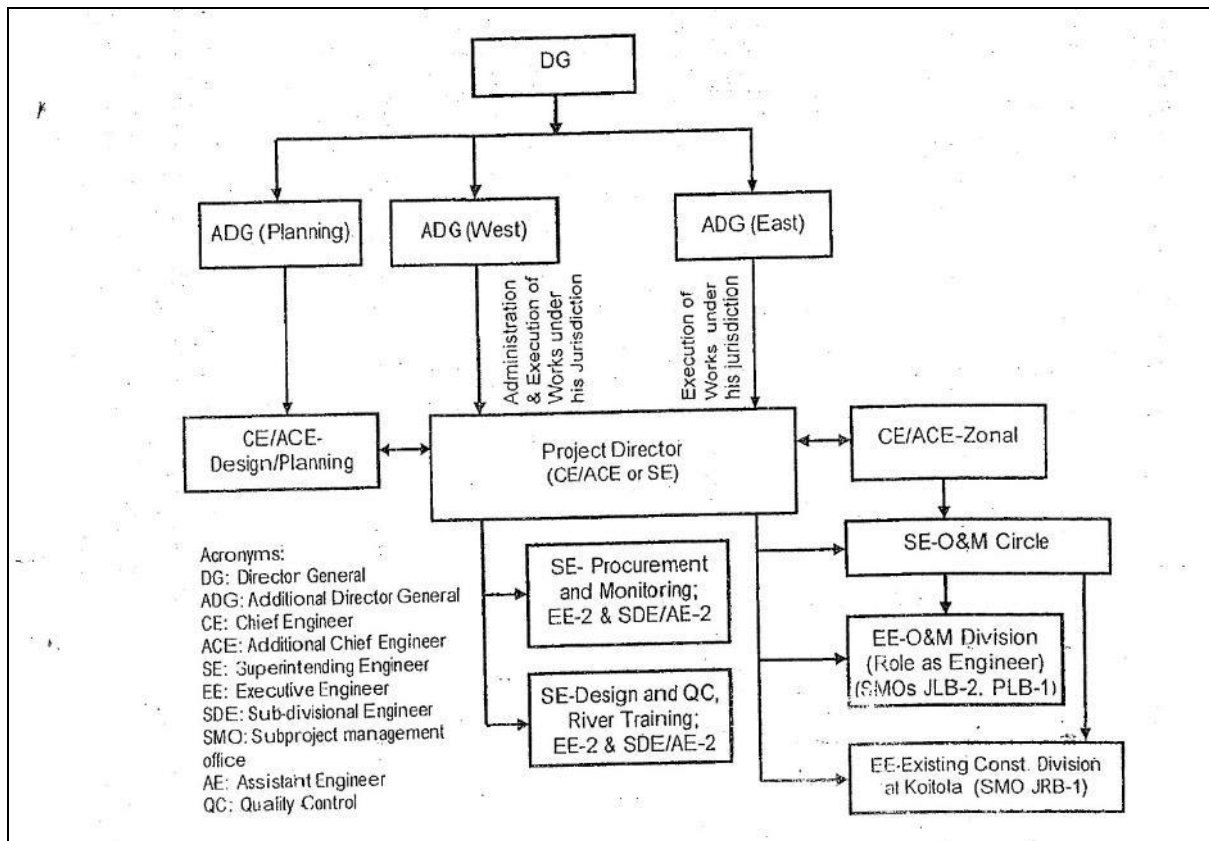 DG
ADG (Planning)
ADG (West)
ADG (East)
Administration
& Execution of
Works under
his Jurisdiction
Execution of
Works under
his jurisdiction
CE/ACE-
Design/Planning
Project Director
(CE/ACE or SE)
CE/ACE-Zonal
SE-O&M Circle
SE- Procurement
and Monitoring;
EE-2 & SDE/AE-2
EE-O&M Division
(Role as Engineer)
(SMOs JLB-2, PLB-1)
SE-Design and QC,
River Training;
EE-2 & SDE/AE-2
EE-Existing Const. Division
at Koitola (SMO JRB-1)
Acronyms:
DG: Director General
ADG: Additional Director General
CE: Chief Engineer
ACE: Additional Chief Engineer
SE: Superintending Engineer
EE: Executive Engineer
SDE: Sub-divisional Engineer
SMO: Subproject management
office
AE: Assistant Engineer
QC: Quality Control